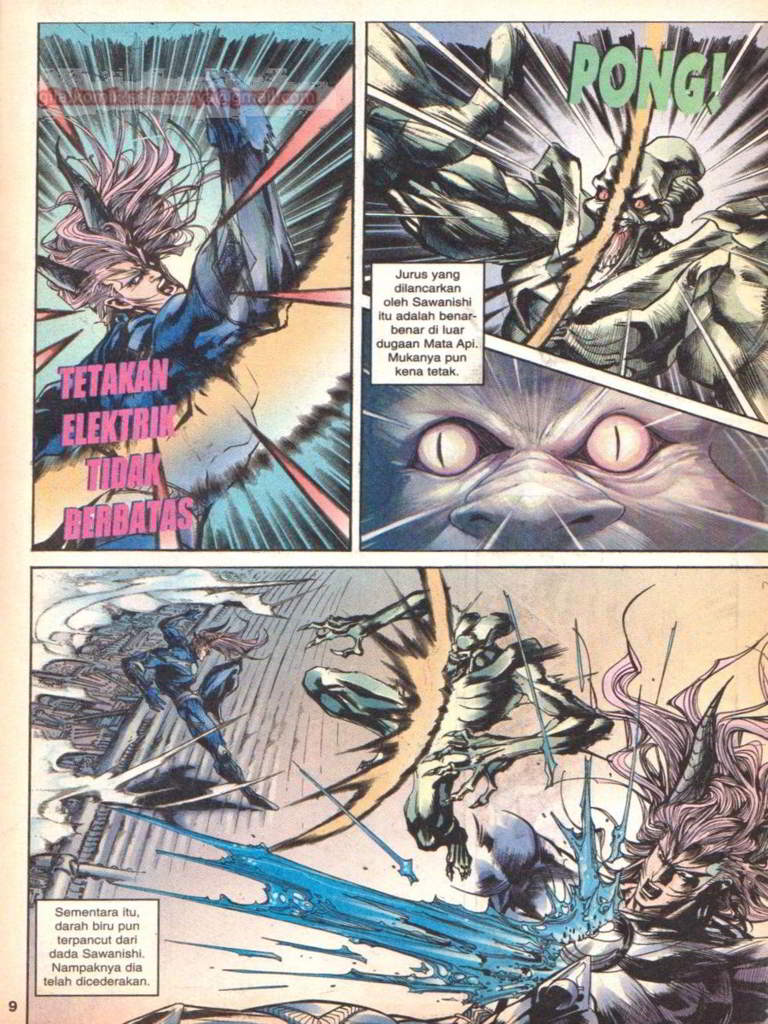 TETAKAN
ELEKTRIK
TIDAK
BERBATAS
PONG!
Jurus yang
dilancarkan
oleh Sawanishi
itu adalah benar-
benar di luar
dugaan Mata Api.
Mukanya pun
kena tetak.
Sementara itu,
darah biru pun
terpancut dari
dada Sawanishi.
Nampaknya dia
telah dicederakan.
9